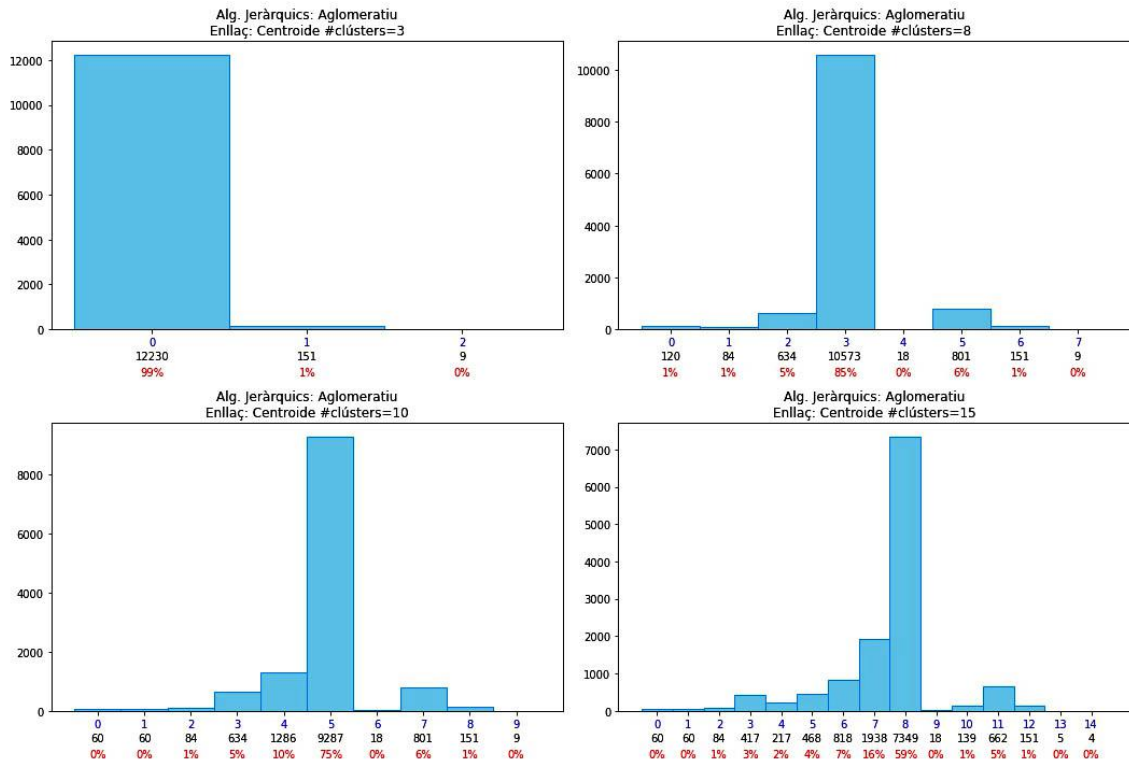 Alg. Jeràrquics: Aglomeratiu
Enllaç: Centroide #clústers=3
12000
10000
8000
6000
4000
2000
0
0 1 2
12230 151 9
99% 1% 0%
Alg. Jeràrquics: Aglomeratiu
Enllaç: Centroide #clústers=8
10000
8000
6000
4000
2000
0
0 1 2 3 4 5 6 7
120 84 634 10573 18 801 151 9
1% 1% 5% 85% 0% 6% 1% 0%
Alg. Jeràrquics: Aglomeratiu
Enllaç: Centroide #clústers=10
8000
6000
4000
2000
0
0 1 2 3 4 5 6 7 8 9
60 60 84 634 1286 9287 18 801 151 9
0% 0% 1% 5% 10% 75% 0% 6% 1% 0%
Alg. Jeràrquics: Aglomeratiu
Enllaç: Centroide #clústers=15
7000
6000
5000
4000
3000
2000
1000
0
0 1 2 3 4 5 6 7 8 9 10 11 12 13 14
60 60 84 417 217 468 818 1938 7349 18 139 662 151 5 4
0% 0% 1% 3% 2% 4% 7% 16% 59% 0% 1% 5% 1% 0% 0%